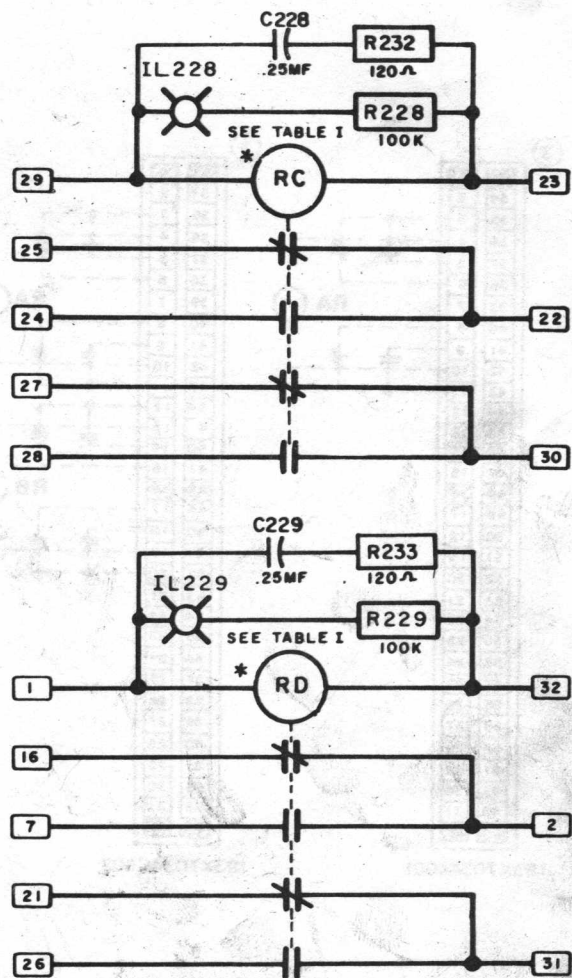 C228
R232
.25MF
120Ω
IL228
R228
SEE TABLE I
100K
29
*
RC
23
25
24
22
27
28
30
C229
R233
.25MF
120Ω
IL229
R229
SEE TABLE I
100K
1
*
RD
32
16
7
2
21
26
31